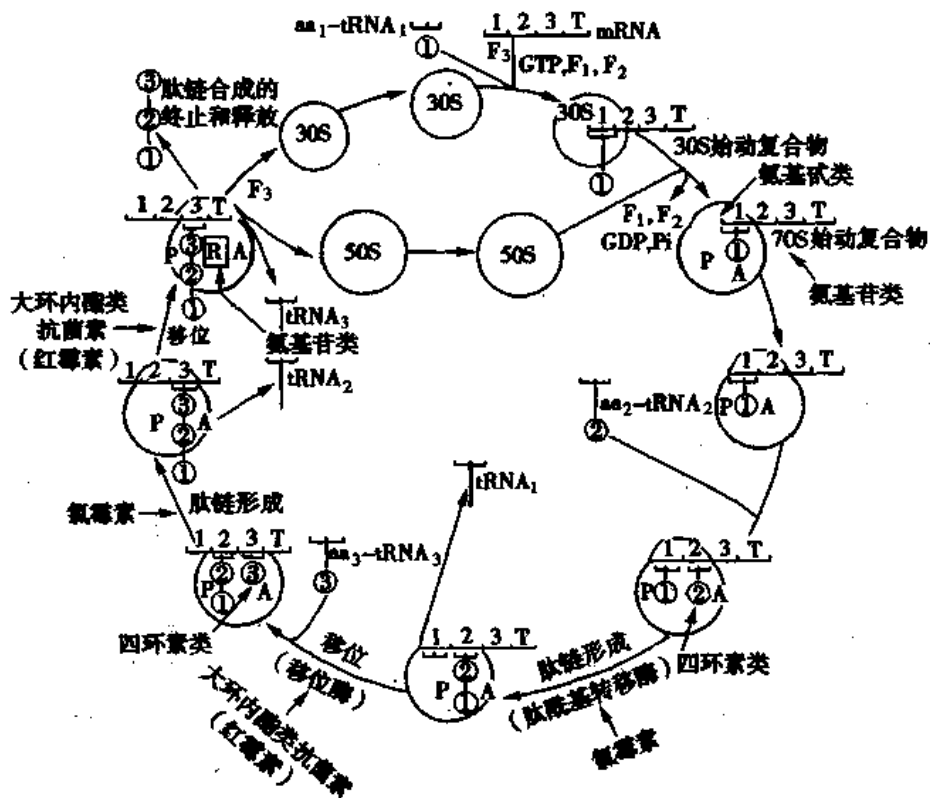 aa₁-tRNA₁
①
1 2 3 T mRNA
F₃
GTP,F₁, F₂
③
②
①
肽链合成的
终止和释放
30S
30S
30S
1 2 3 T
①
30S始动复合物
氨基甙类
F₃
F₁, F₂
GDP,Pi
1 2 3 T
P ① A
70S始动复合物
氨基苷类
50S
50S
1 2 3 T
P ③ R A
②
①
移位
tRNA₃
氨基苷类
大环内酯类
抗菌素
(红霉素)
1 2 3 T
P ③ A
②
①
tRNA₂
1 2 3 T
P ① A
aa₂-tRNA₂
②
tRNA₁
氯霉素
肽链形成
1 2 3 T
② ③
P ① A
四环素类
aa₃-tRNA₃
③
移位
(移位酶)
大环内酯类抗菌素
(红霉素)
1 2 3 T
P ② A
①
肽链形成
(肽酰基转移酶)
氯霉素
1 2 3 T
P ① ② A
四环素类